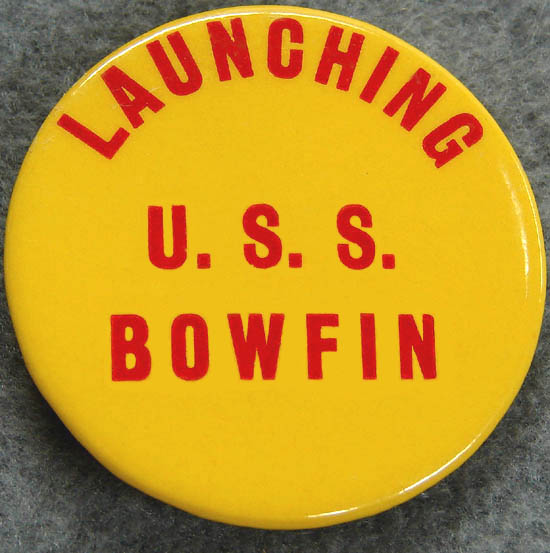 LAUNCHING
U. S. S.
BOWFIN